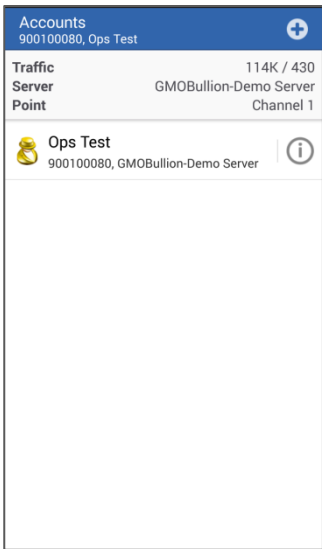 Accounts
900100080, Ops Test
Traffic 114K / 430
Server GMOBullion-Demo Server
Point Channel 1
Ops Test
900100080, GMOBullion-Demo Server